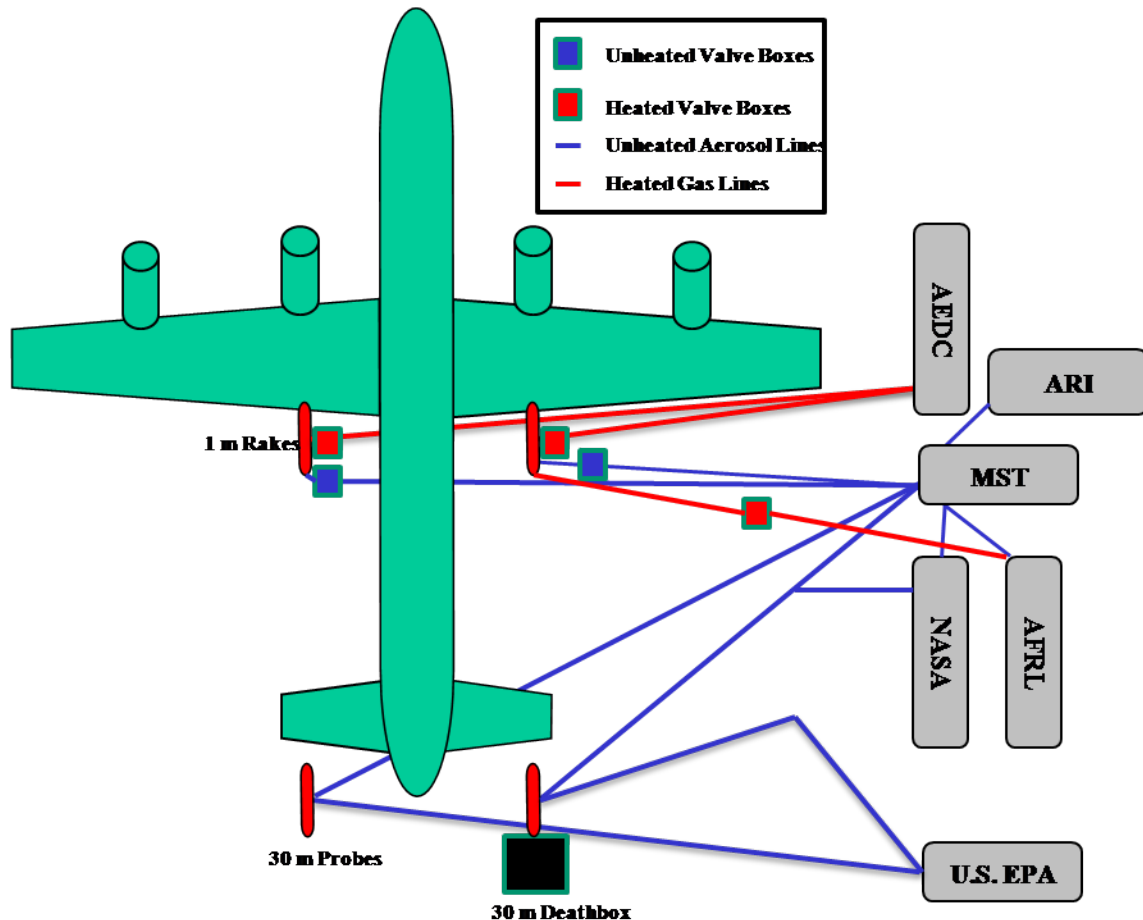 Unheated Valve Boxes
Heated Valve Boxes
Unheated Aerosol Lines
Heated Gas Lines
AEDC
ARI
1 m Rakes
MST
NASA
AFRL
30 m Probes
U.S. EPA
30 m Deathbox